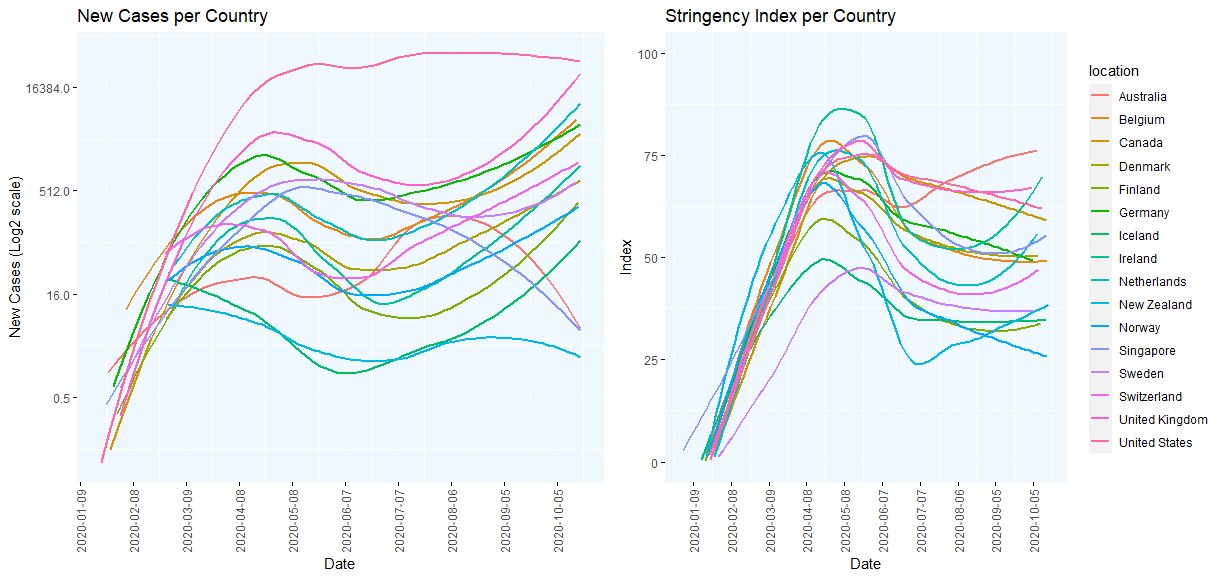 New Cases per Country
New Cases (Log2 scale)
16384.0
512.0
16.0
0.5
2020-01-09
2020-02-08
2020-03-09
2020-04-08
2020-05-08
2020-06-07
2020-07-07
2020-08-06
2020-09-05
2020-10-05
Date
Stringency Index per Country
Index
100
75
50
25
0
2020-01-09
2020-02-08
2020-03-09
2020-04-08
2020-05-08
2020-06-07
2020-07-07
2020-08-06
2020-09-05
2020-10-05
Date
location
Australia
Belgium
Canada
Denmark
Finland
Germany
Iceland
Ireland
Netherlands
New Zealand
Norway
Singapore
Sweden
Switzerland
United Kingdom
United States